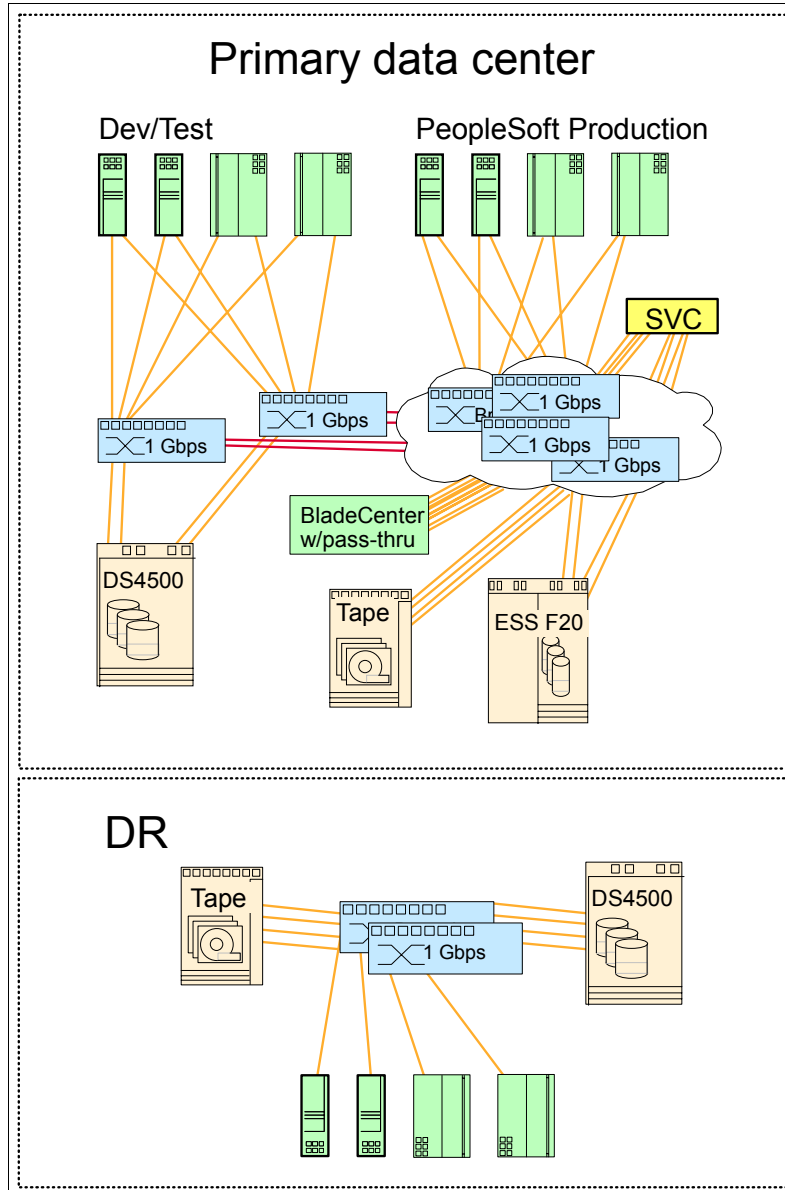 Primary data center
Dev/Test
PeopleSoft Production
SVC
1 Gbps
1 Gbps
1 Gbps
1 Gbps
1 Gbps
BladeCenter
w/pass-thru
DS4500
Tape
ESS F20
DR
Tape
DS4500
1 Gbps